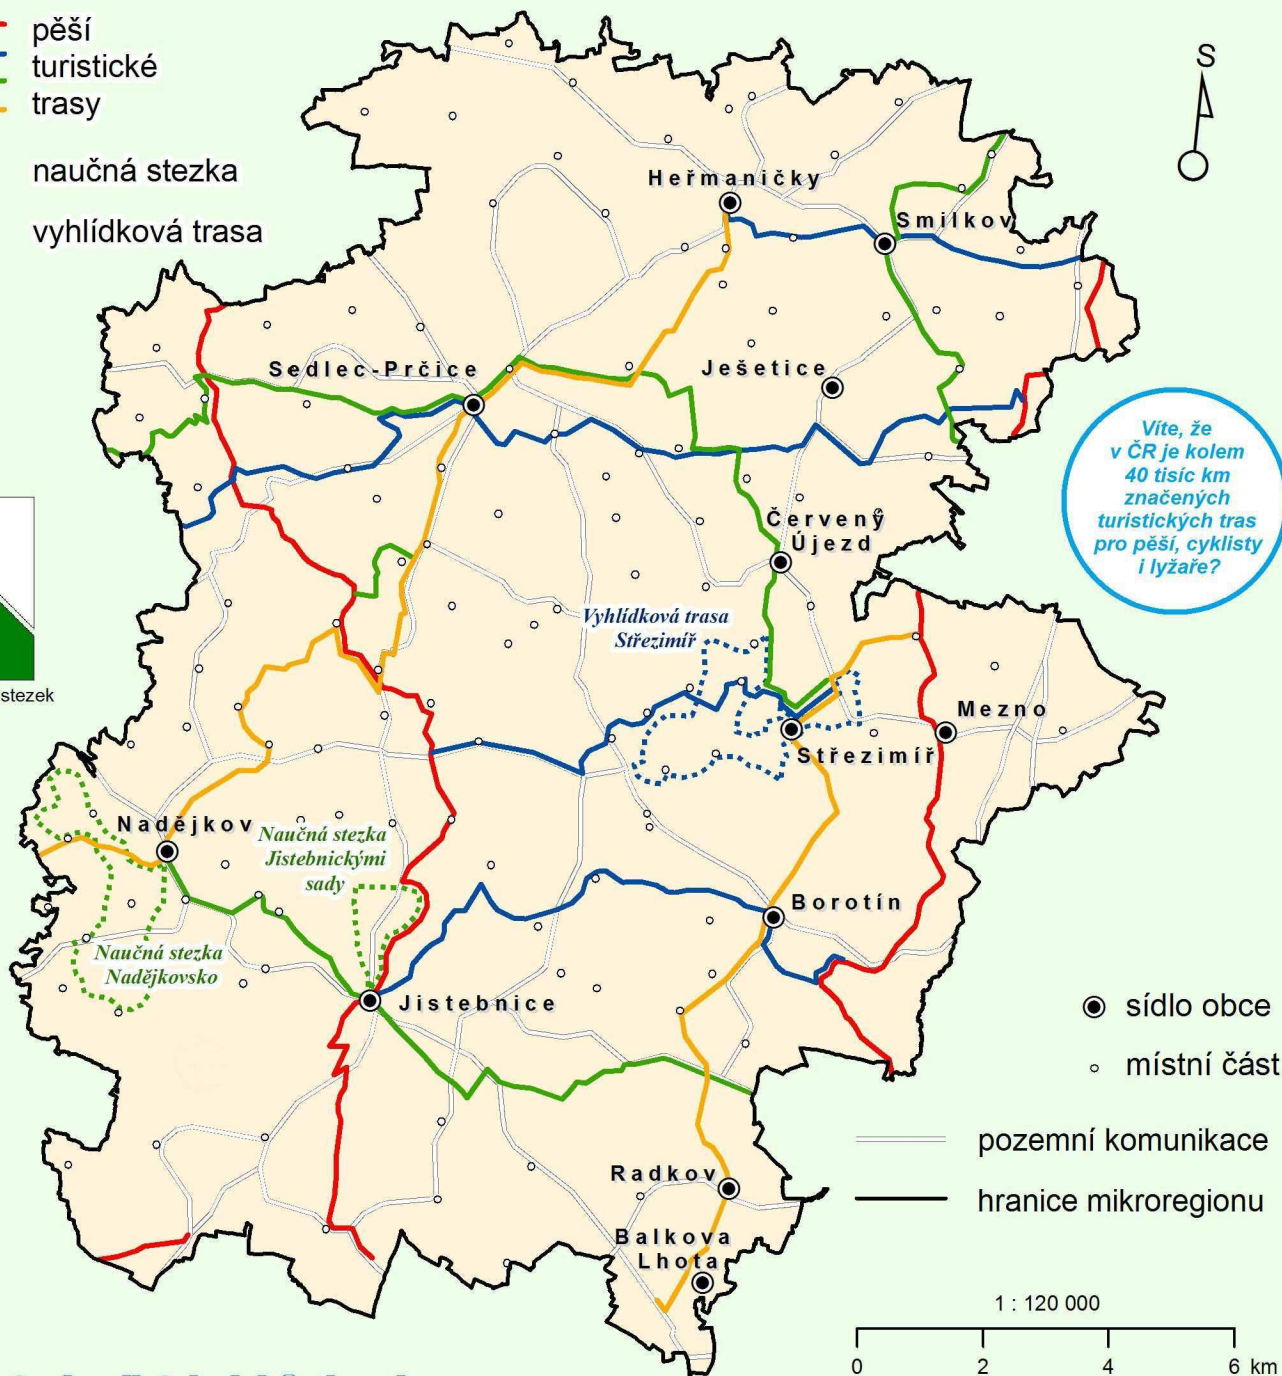 pěší
turistické
trasy
naučná stezka
vyhlídková trasa
S
Heřmaničky
Smilkov
Sedlec-Prčice
Ješetice
Víte, že
v ČR je kolem
40 tisíc km
značených
turistických tras
pro pěší, cyklisty
i lyžaře?
Červený
Újezd
Vyhlídková trasa
Střezimíř
stezek
Mezno
Střezimíř
Nadějkov
Naučná stezka
Jistebnickými
sady
Borotín
Naučná stezka
Nadějkovsko
Jistebnice
sídlo obce
místní část
pozemní komunikace
hranice mikroregionu
Radkov
Balkova
Lhota
1 : 120 000
0 2 4 6 km